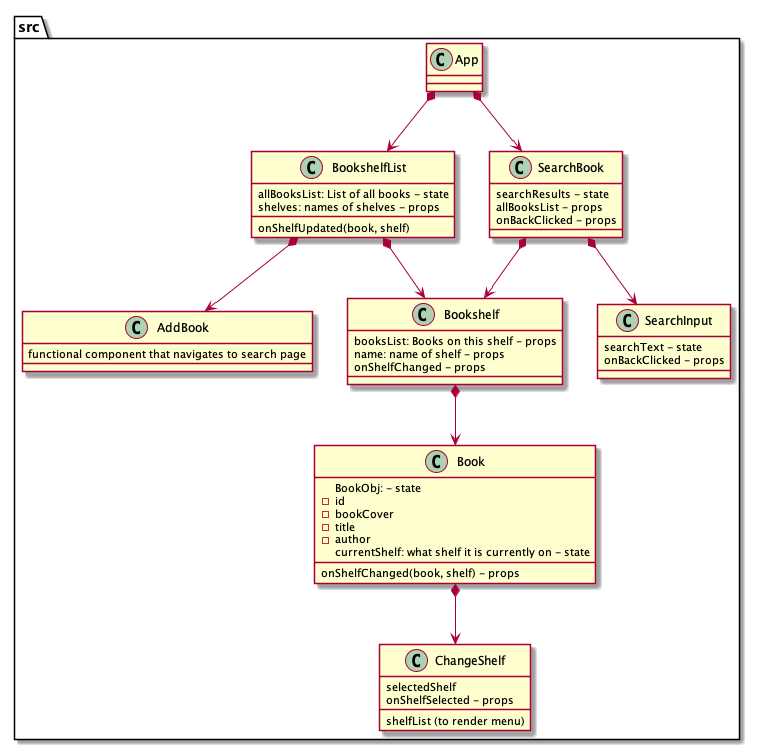 src
C App
C BookshelfList
allBooksList: List of all books – state
shelves: names of shelves – props
onShelfUpdated(book, shelf)
C SearchBook
searchResults – state
allBooksList – props
onBackClicked – props
C AddBook
functional component that navigates to search page
C Bookshelf
booksList: Books on this shelf – props
name: name of shelf – props
onShelfChanged – props
C SearchInput
searchText – state
onBackClicked – props
C Book
BookObj: – state
id
bookCover
title
author
currentShelf: what shelf it is currently on – state
onShelfChanged(book, shelf) – props
C ChangeShelf
selectedShelf
onShelfSelected – props
shelfList (to render menu)